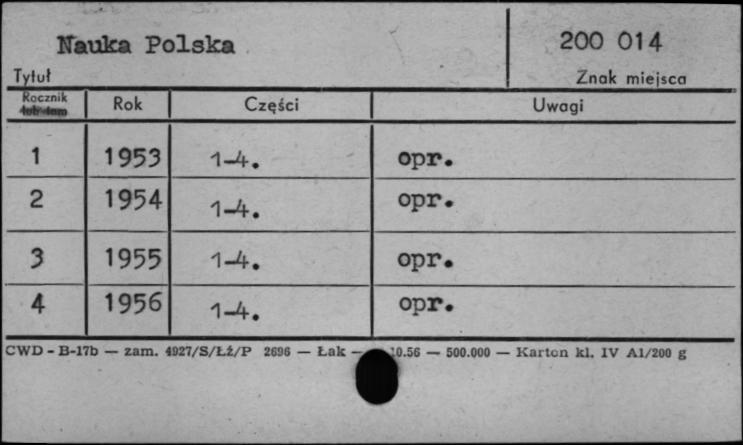 Nauka Polska
200 014
Tytuł
Znak miejsca
Rocznik
lub tom
Rok
Części
Uwagi
1 1953 1-4. opr.
2 1954 1-4. opr.
3 1955 1-4. opr.
4 1956 1-4. opr.
CWD - B-17b — zam. 4927/S/Łż/P 2696 — Łak — 10.56 — 500.000 — Karton kl. IV A1/200 g